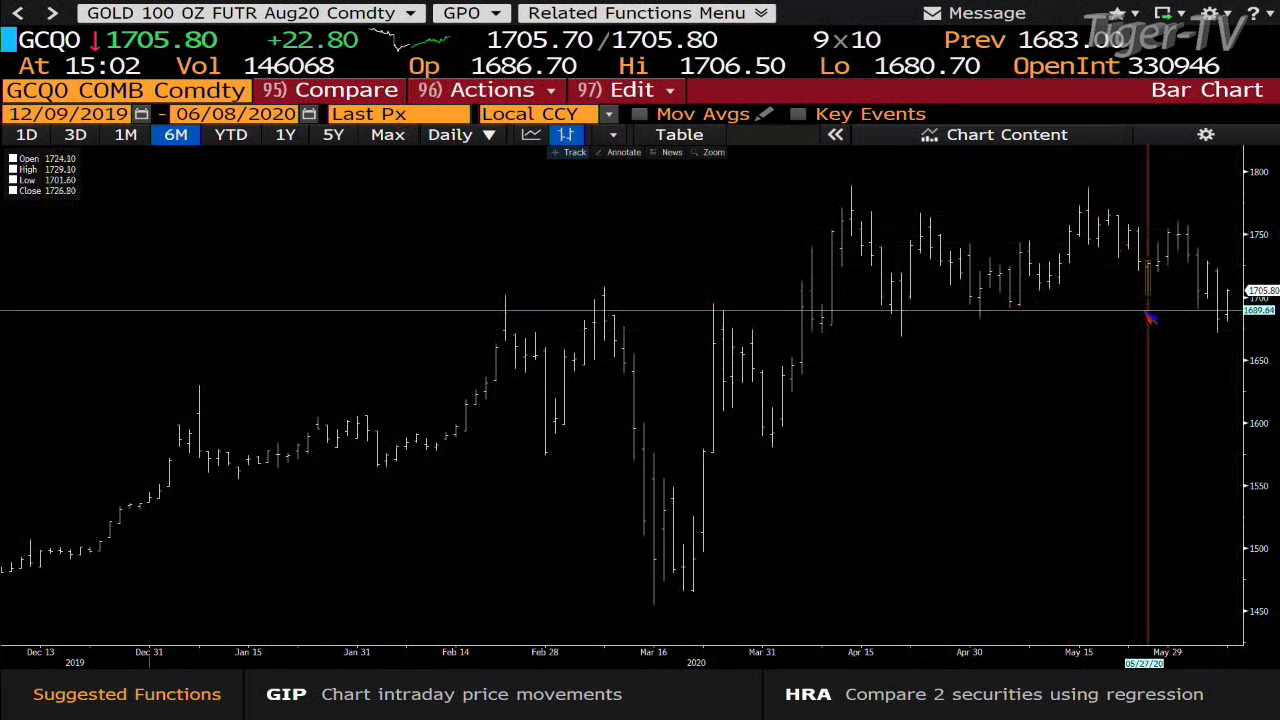 GOLD 100 OZ FUTR Aug20 Comdty GPO Related Functions Menu Message
Tiger-TV
GCQ0 1705.80 +22.80 1705.70/1705.80 9x10 Prev 1683.00
At 15:02 Vol 146068 Op 1686.70 Hi 1706.50 Lo 1680.70 OpenInt 330946
GCQ0 COMB Comdty 95) Compare 96) Actions 97) Edit Bar Chart
12/09/2019 - 06/08/2020 Last Px Local CCY Mov Avgs Key Events
1D 3D 1M 6M YTD 1Y 5Y Max Daily Table Chart Content
Track Annotate News Zoom
Open 1724.10
High 1729.10
Low 1701.60
Close 1726.80
1800
1750
1705.80
1700
1689.64
1650
1600
1550
1500
1450
Dec 13 Dec 31 Jan 15 Jan 31 Feb 14 Feb 28 Mar 16 Mar 31 Apr 15 Apr 30 May 15 May 29
2019 2020 05/27/20
Suggested Functions GIP Chart intraday price movements HRA Compare 2 securities using regression